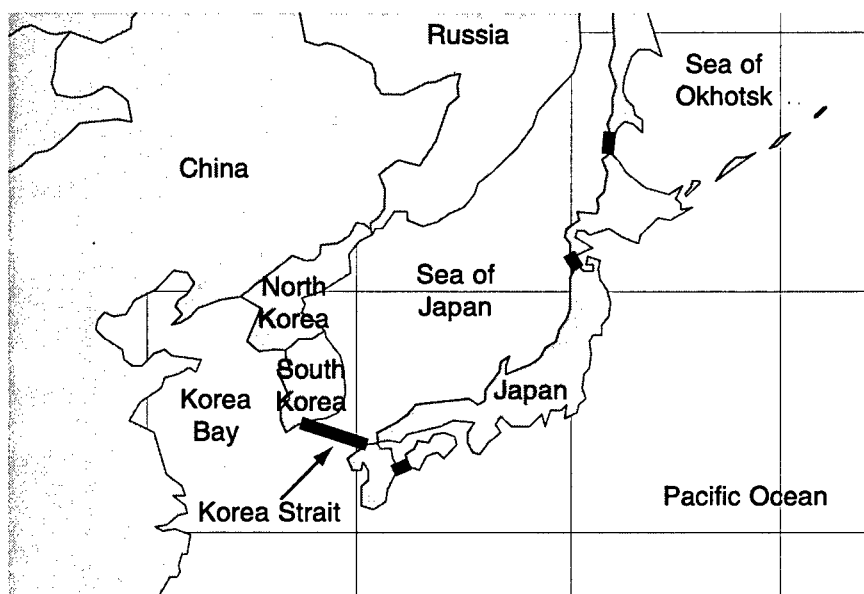 Russia
Sea of
Okhotsk
China
Sea of
Japan
North
Korea
South
Korea
Japan
Korea
Bay
Korea Strait
Pacific Ocean